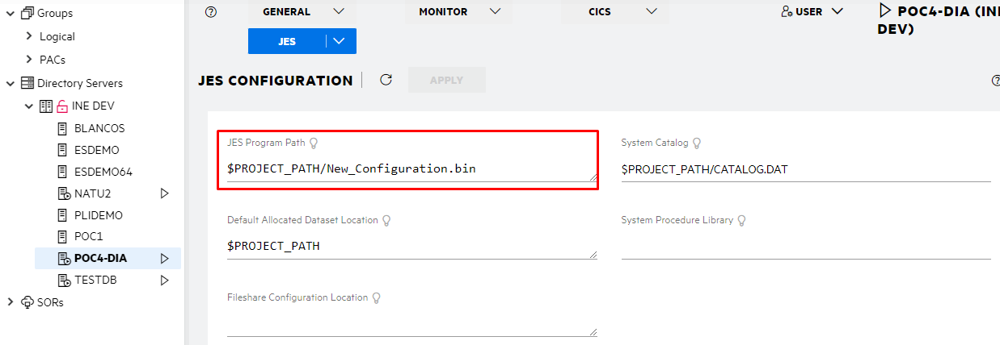 Groups
Logical
PACs
Directory Servers
INE DEV
BLANCOS
ESDEMO
ESDEMO64
NATU2
PLIDEMO
POC1
POC4-DIA
TESTDB
SORs
GENERAL
MONITOR
CICS
USER
POC4-DIA (INE
DEV)
JES
JES CONFIGURATION
APPLY
JES Program Path
$PROJECT_PATH/New_Configuration.bin
System Catalog
$PROJECT_PATH/CATALOG.DAT
Default Allocated Dataset Location
$PROJECT_PATH
System Procedure Library
Fileshare Configuration Location